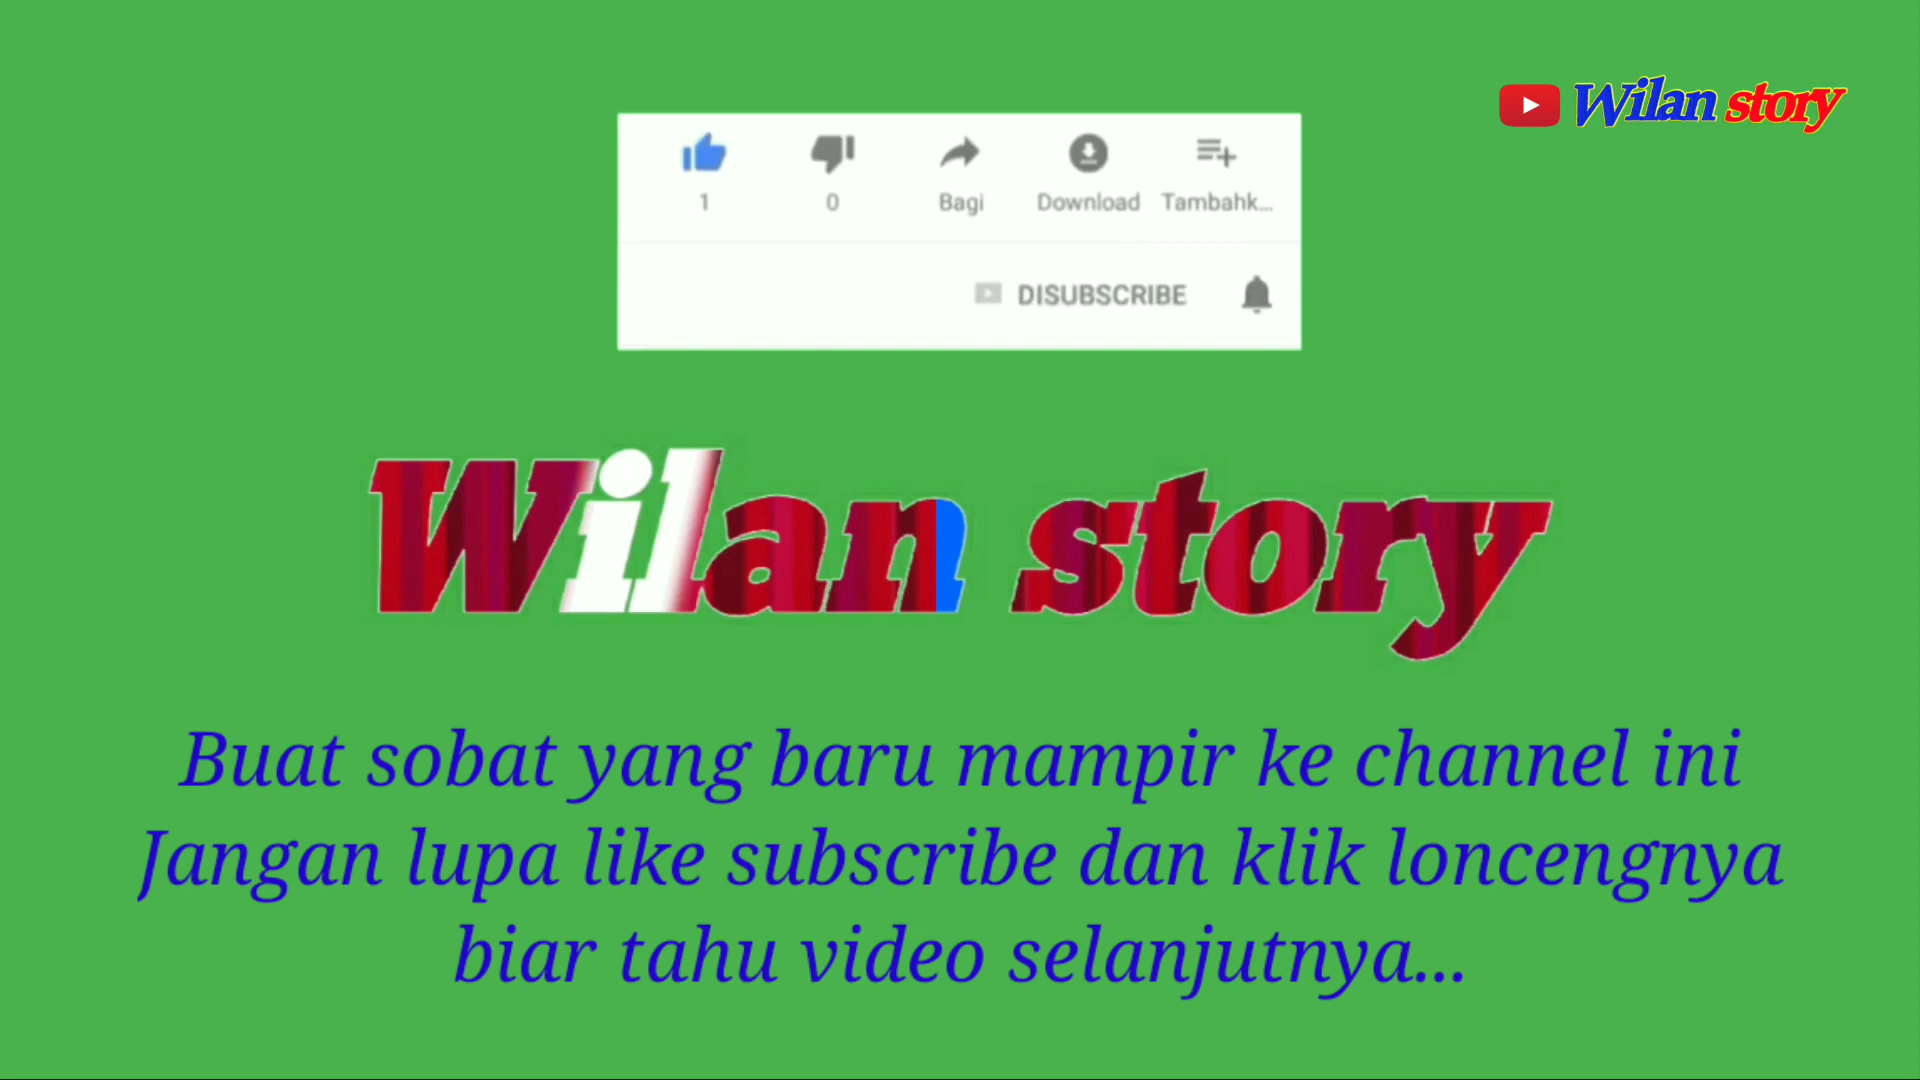 Wilan story
1 0 Bagi Download Tambahk...
DISUBSCRIBE
Wilan story
Buat sobat yang baru mampir ke channel ini
Jangan lupa like subscribe dan klik loncengnya
biar tahu video selanjutnya...